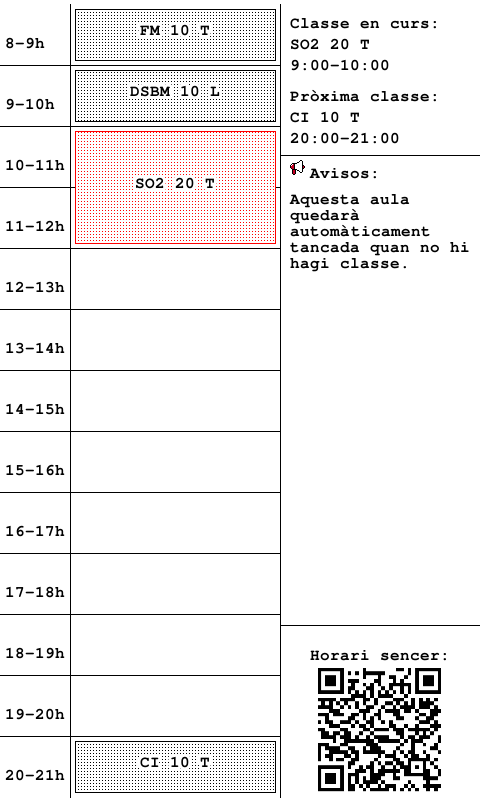 8-9h
FM 10 T
9-10h
DSBM 10 L
10-11h
SO2 20 T
11-12h
12-13h
13-14h
14-15h
15-16h
16-17h
17-18h
18-19h
19-20h
20-21h
CI 10 T
Classe en curs:
SO2 20 T
9:00-10:00
Pròxima classe:
CI 10 T
20:00-21:00
Avisos:
Aquesta aula
quedarà
automàticament
tancada quan no hi
hagi classe.
Horari sencer: